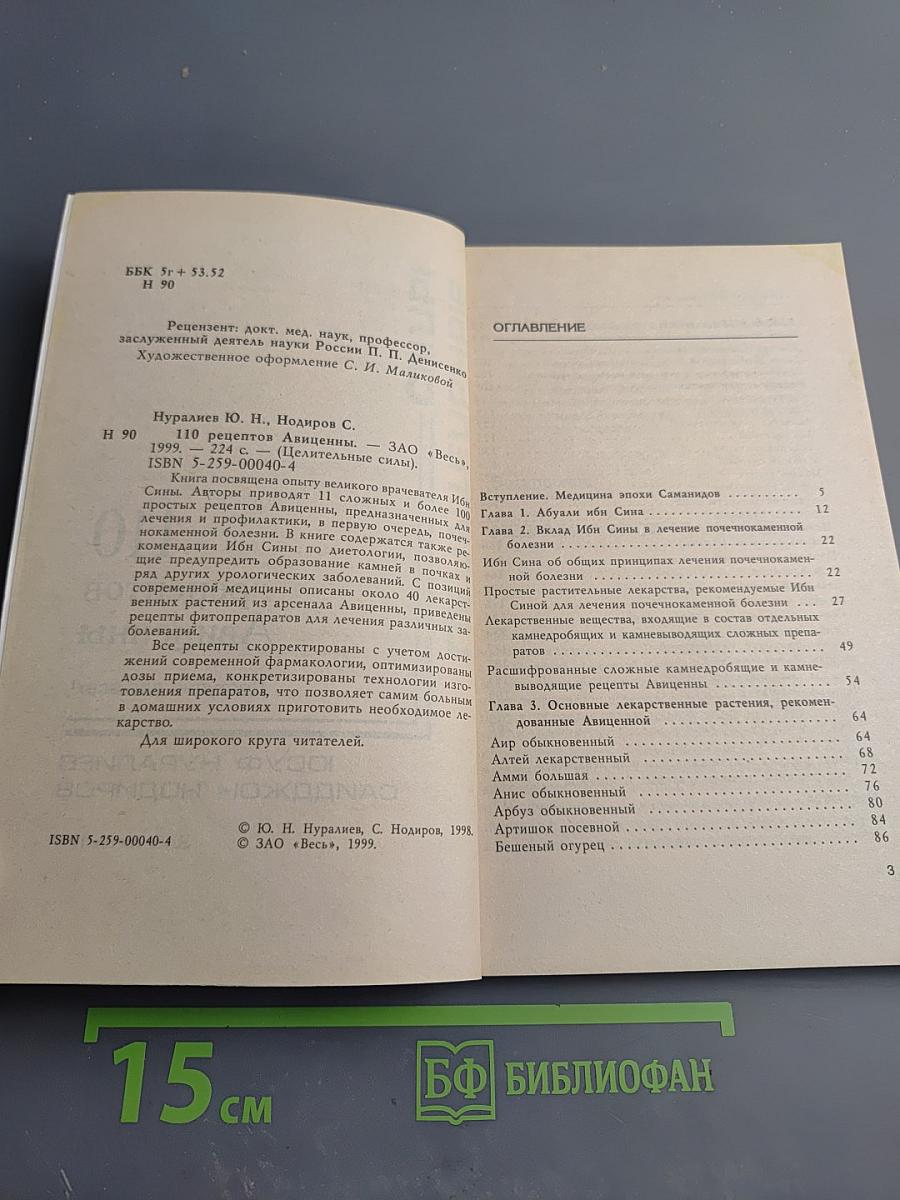 ББК 5г + 53.52
Н 90
Рецензент: докт. мед. наук, профессор,
заслуженный деятель науки России П. П. Денисенко
Художественное оформление С. И. Маликовой
Нуралиев Ю. Н., Нодиров С.
Н 90 110 рецептов Авиценны. — ЗАО «Весь»,
1999. — 224 с. — (Целительные силы).
ISBN 5-259-00040-4
Книга посвящена опыту великого врачевателя Ибн
Сины. Авторы приводят 11 сложных и более 100
простых рецептов Авиценны, предназначенных для
лечения и профилактики, в первую очередь, почеч-
нокаменной болезни. В книге содержатся также ре-
комендации Ибн Сины по диетологии, позволяю-
щие предупредить образование камней в почках и
ряд других урологических заболеваний. С позиций
современной медицины описаны около 40 лекарст-
венных растений из арсенала Авиценны, приведены
рецепты фитопрепаратов для лечения различных за-
болеваний.
Все рецепты скорректированы с учетом дости-
жений современной фармакологии, оптимизированы
дозы приема, конкретизированы технологии изго-
товления препаратов, что позволяет самим больным
в домашних условиях приготовить необходимое ле-
карство.
Для широкого круга читателей.
ISBN 5-259-00040-4
© Ю. Н. Нуралиев, С. Нодиров, 1998.
© ЗАО «Весь», 1999.
ОГЛАВЛЕНИЕ
Вступление. Медицина эпохи Саманидов . . . . . . . . . . 5
Глава 1. Абуали ибн Сина . . . . . . . . . . . . . . . . . . . . . 12
Глава 2. Вклад Ибн Сины в лечение почечнокаменной
болезни . . . . . . . . . . . . . . . . . . . . . . . . . . . . . . . . 22
Ибн Сина об общих принципах лечения почечнокамен-
ной болезни . . . . . . . . . . . . . . . . . . . . . . . . . . . . 22
Простые растительные лекарства, рекомендуемые Ибн
Синой для лечения почечнокаменной болезни . . . 27
Лекарственные вещества, входящие в состав отдельных
камнедробящих и камневыводящих сложных препа-
ратов . . . . . . . . . . . . . . . . . . . . . . . . . . . . . . . . . . 49
Расшифрованные сложные камнедробящие и камне-
выводящие рецепты Авиценны . . . . . . . . . . . . . . . 54
Глава 3. Основные лекарственные растения, рекомен-
дованные Авиценной . . . . . . . . . . . . . . . . . . . . . 64
Аир обыкновенный . . . . . . . . . . . . . . . . . . . . . . . . . . 64
Алтей лекарственный . . . . . . . . . . . . . . . . . . . . . . . . 68
Амми большая . . . . . . . . . . . . . . . . . . . . . . . . . . . . . . 72
Анис обыкновенный . . . . . . . . . . . . . . . . . . . . . . . . . 76
Арбуз обыкновенный . . . . . . . . . . . . . . . . . . . . . . . . 80
Артишок посевной . . . . . . . . . . . . . . . . . . . . . . . . . . . 84
Бешеный огурец . . . . . . . . . . . . . . . . . . . . . . . . . . . . . 86
3
15 см
БФ БИБЛИОФАН